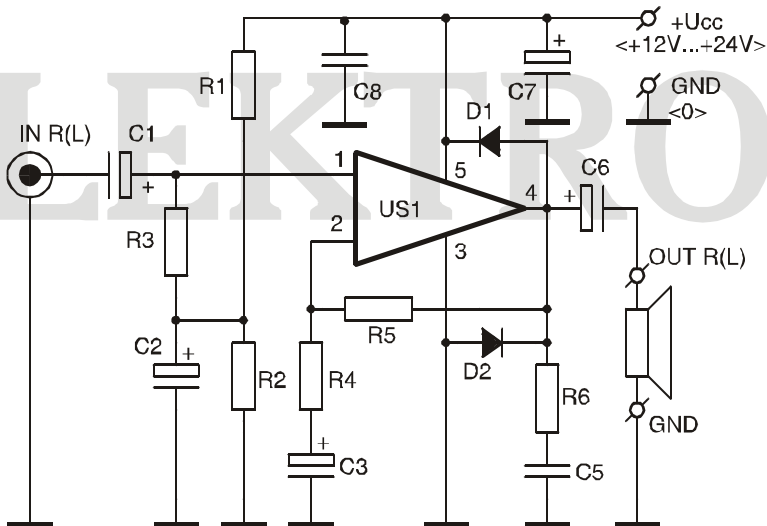 LEKTRO
+Ucc
<+12V...+24V>
R1
C8
C7
GND
<0>
D1
IN R(L)
C1
+
+
1
5
C6
+
4
US1
2
R3
3
OUT R(L)
R5
C2
+
R2
R4
D2
R6
GND
+
C3
C5